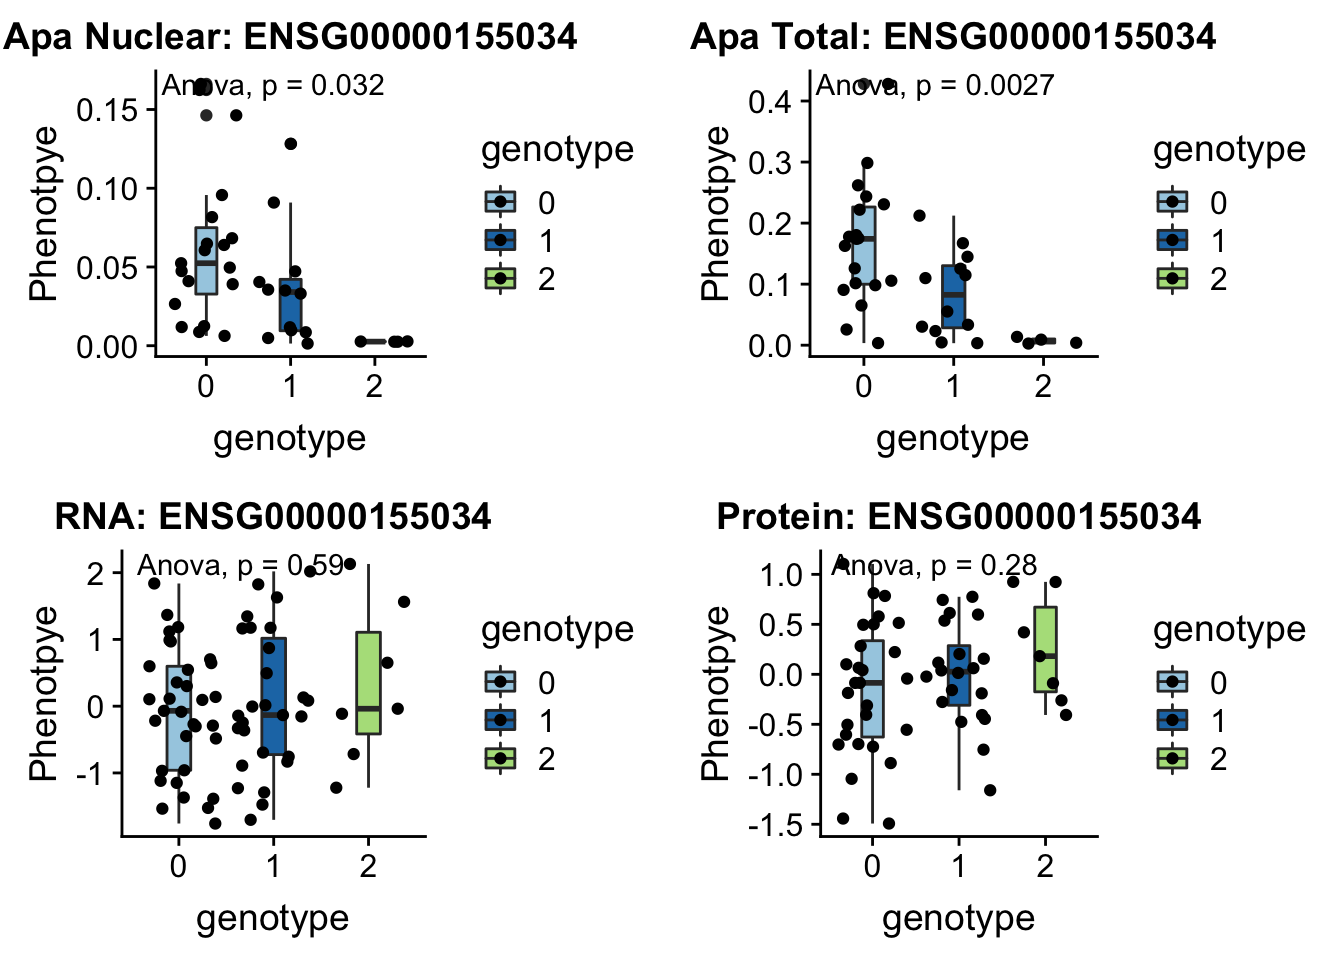 Apa Nuclear: ENSG00000155034
Anova, p = 0.032
Phenotpye
0.15
0.10
0.05
0.00
0 1 2
genotype
genotype
0
1
2
Apa Total: ENSG00000155034
Anova, p = 0.0027
Phenotpye
0.4
0.3
0.2
0.1
0.0
0 1 2
genotype
genotype
0
1
2
RNA: ENSG00000155034
Anova, p = 0.59
Phenotpye
2
1
0
-1
0 1 2
genotype
genotype
0
1
2
Protein: ENSG00000155034
Anova, p = 0.28
Phenotpye
1.0
0.5
0.0
-0.5
-1.0
-1.5
0 1 2
genotype
genotype
0
1
2